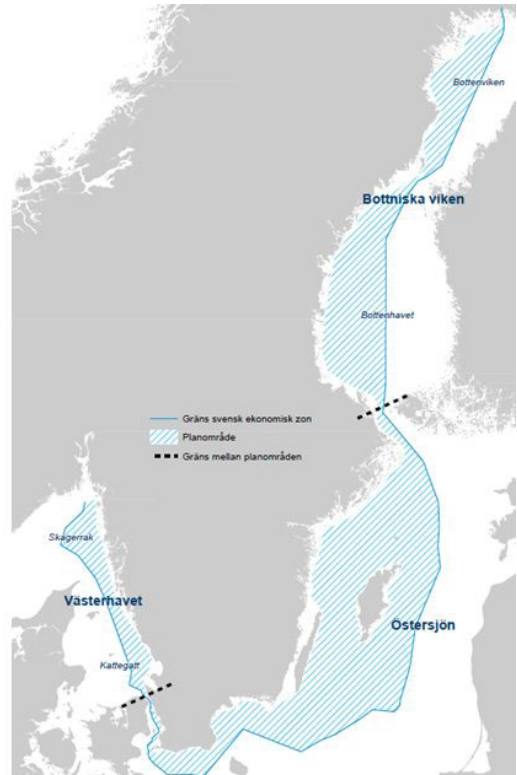 Bottenviken
Bottniska viken
Bottenhavet
Gräns svensk ekonomisk zon
Planområde
Gräns mellan planområden
Skagerrak
Västerhavet
Östersjön
Kattegatt